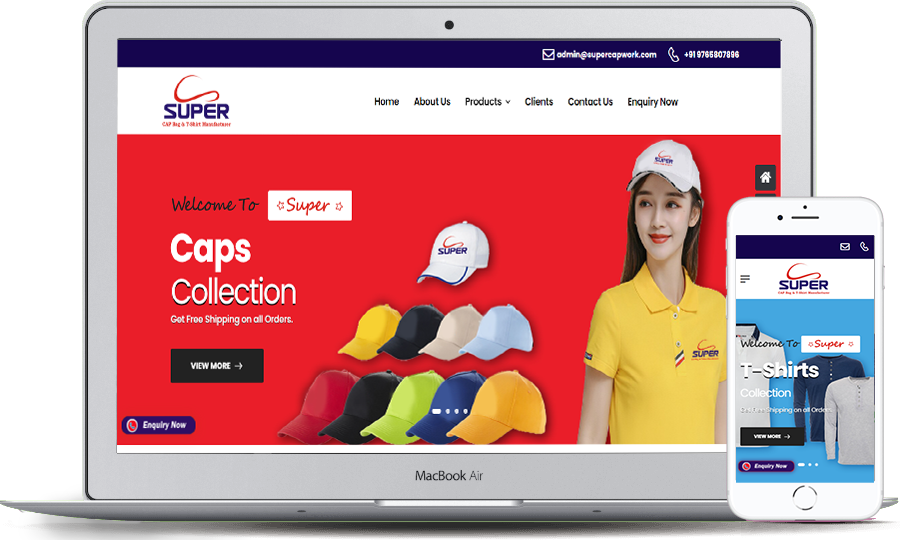 admin@supercapwork.com +91 9765807896
SUPER
CAP Bag & T-Shirt Manufacturer
Home About Us Products Clients Contact Us Enquiry Now
Welcome To Super
Caps
Collection
Get Free Shipping on all Orders.
VIEW MORE →
Enquiry Now
SUPER
SUPER
SUPER
MacBook Air
SUPER
CAP Bag & T-Shirt Manufacturer
Welcome To Super
T-Shirts
Collection
Get Free Shipping on all Orders.
VIEW MORE →
Enquiry Now